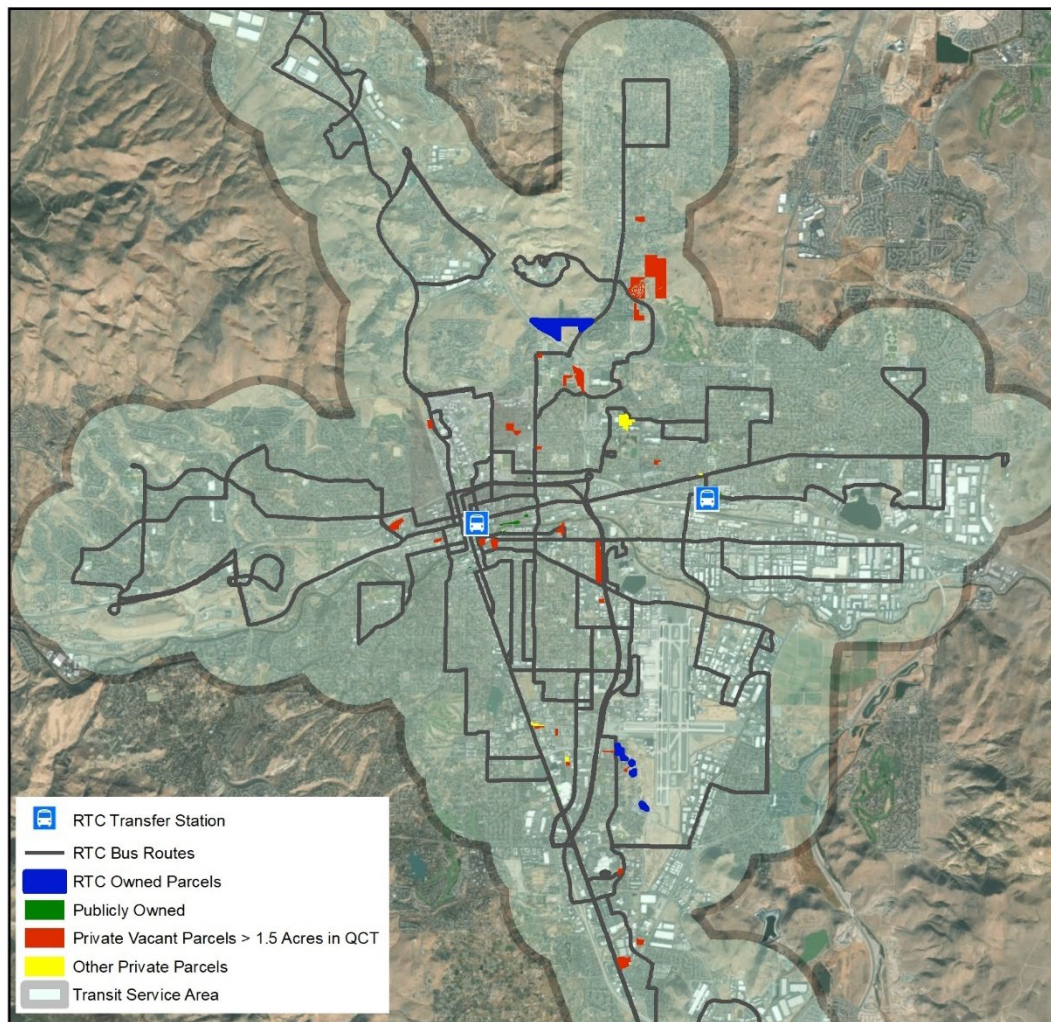 RTC Transfer Station
RTC Bus Routes
RTC Owned Parcels
Publicly Owned
Private Vacant Parcels > 1.5 Acres in QCT
Other Private Parcels
Transit Service Area